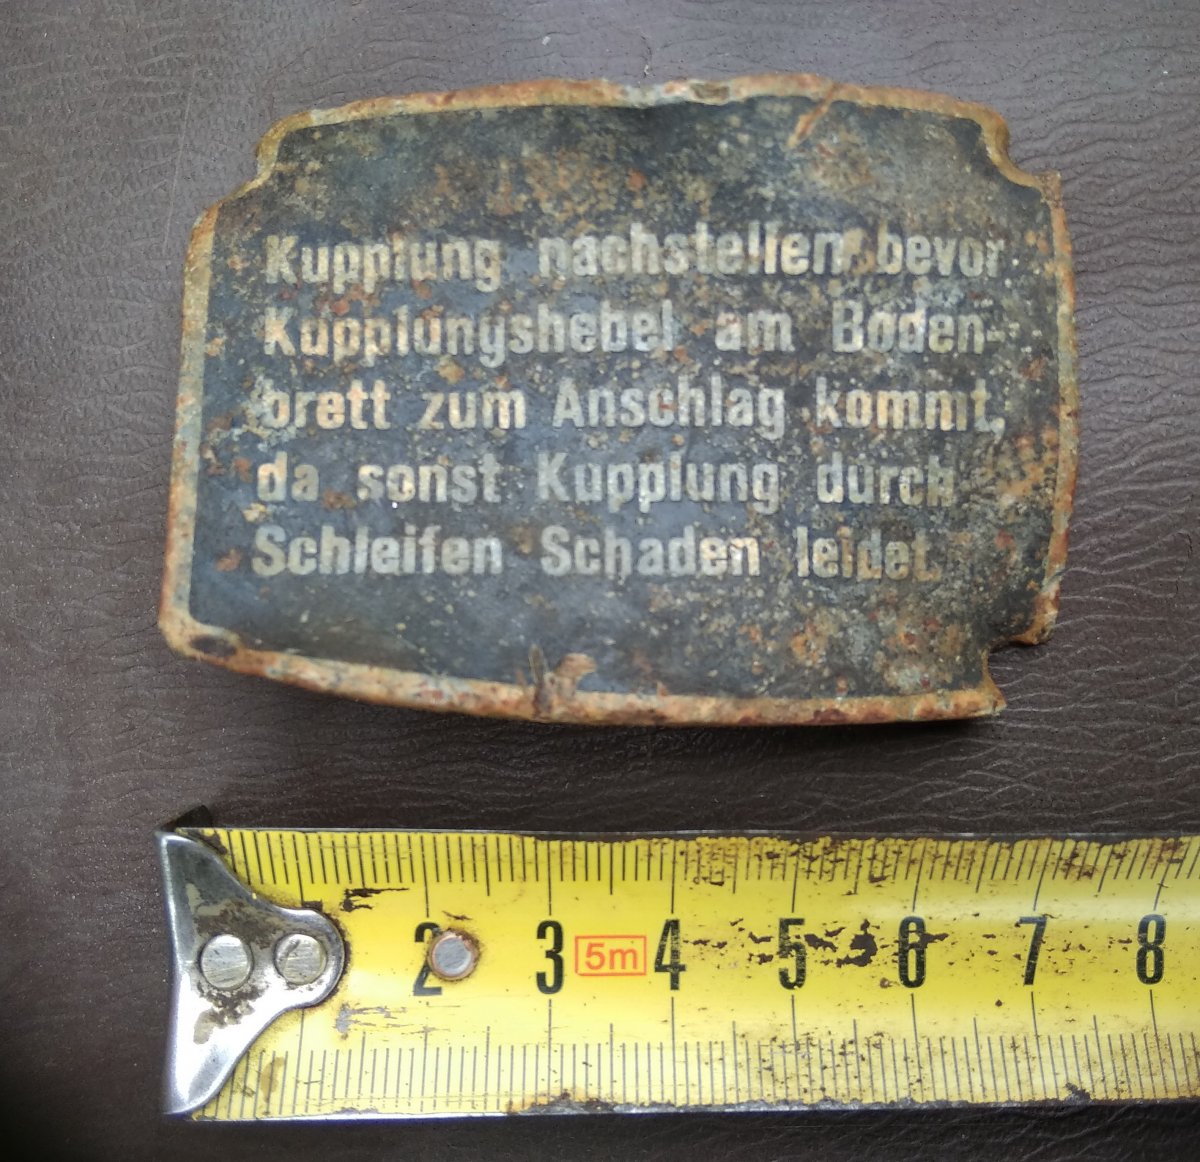 Kupplung nachstellen bevor
Kupplungshebel am Boden-
brett zum Anschlag kommt,
da sonst Kupplung durch
Schleifen Schaden leidet.
2 3 5m 4 5 6 7 8